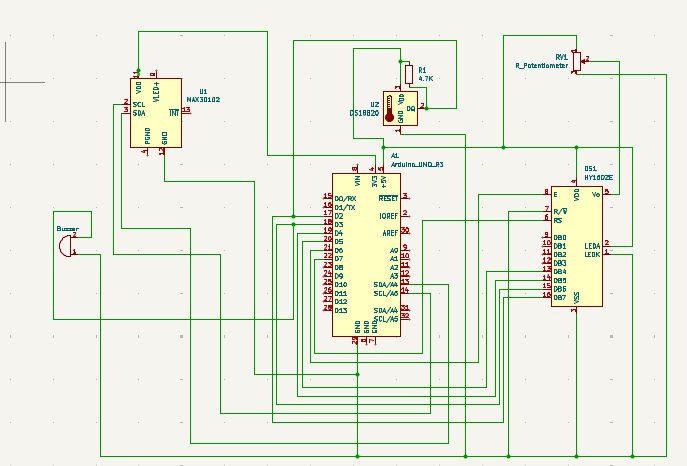 U1
MAX30102
11
9
VDD
VLED+
2
SCL
3
SDA
INT
13
PGND
GND
4
12
Buzzer
2
1
R1
4.7K
U2
DS18B20
3
VDD
DQ
2
GND
1
RV1
R_Potentiometer
1
2
3
A1
Arduino_UNO_R3
8
4
5
VIN
3V3
+5V
15
D0/RX
RESET
3
16
D1/TX
17
D2
IOREF
2
18
D3
19
D4
AREF
30
20
D5
21
D6
A0
9
22
D7
A1
10
23
D8
A2
11
24
D9
A3
12
25
D10
SDA/A4
13
26
D11
SCL/A5
14
27
D12
28
D13
SDA/A4
31
SCL/A5
32
GND
GND
GND
29
6
7
DS1
HY1602E
4
VDD
6
E
Vo
3
5
R/W
4
RS
7
DB0
10
DB1
LEDA
2
11
DB2
LEDK
1
12
DB3
13
DB4
14
DB5
15
DB6
16
DB7
VSS